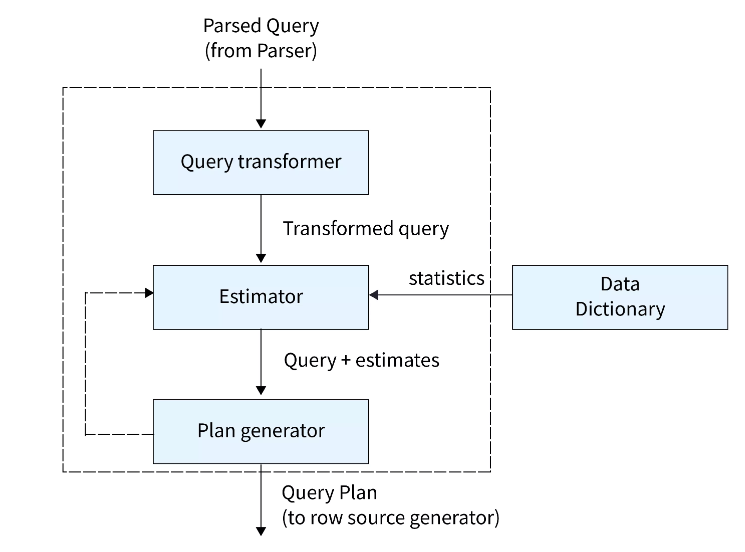 Parsed Query
(from Parser)
Query transformer
Transformed query
Estimator
statistics
Data
Dictionary
Query + estimates
Plan generator
Query Plan
(to row source generator)